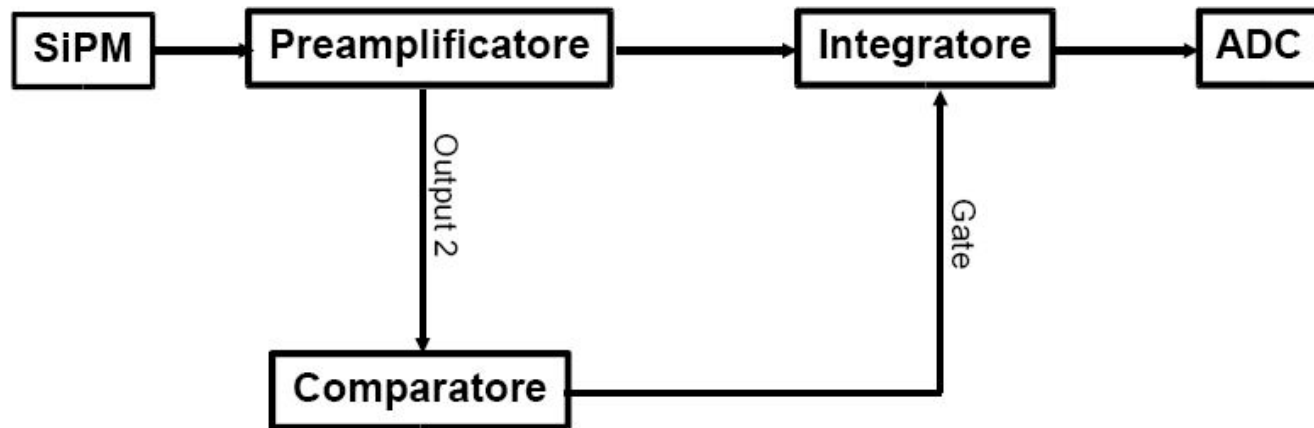 SiPM
Preamplificatore
Integratore
ADC
Output 2
Gate
Comparatore